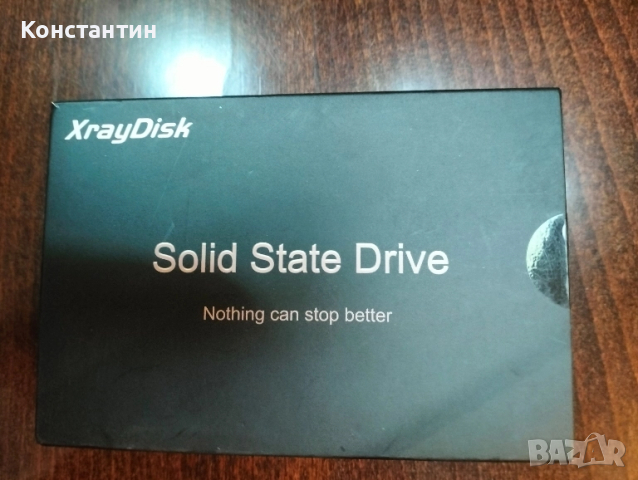 Константин
XrayDisk
Solid State Drive
Nothing can stop better
BAZAR